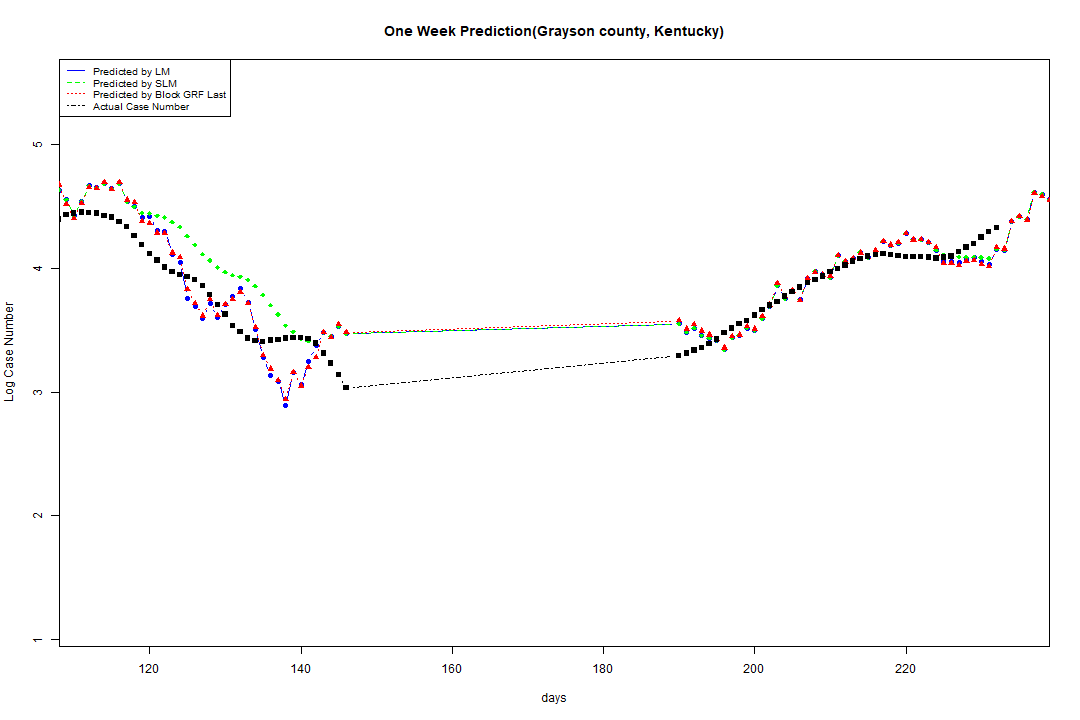 One Week Prediction(Grayson county, Kentucky)
Predicted by LM
Predicted by SLM
Predicted by Block GRF Last
Actual Case Number
5
4
3
2
1
Log Case Number
120 140 160 180 200 220
days